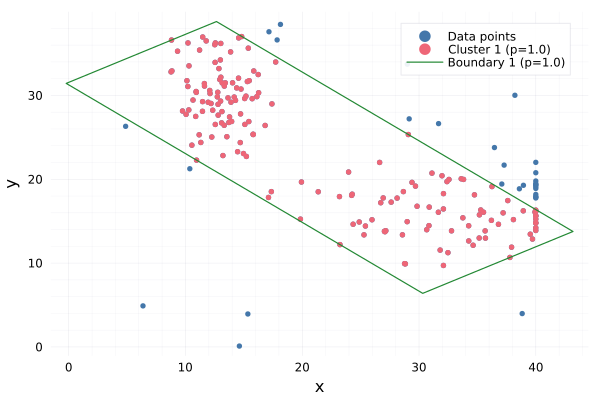 Data points
Cluster 1 (p=1.0)
Boundary 1 (p=1.0)
30
20
10
0
y
0 10 20 30 40
x